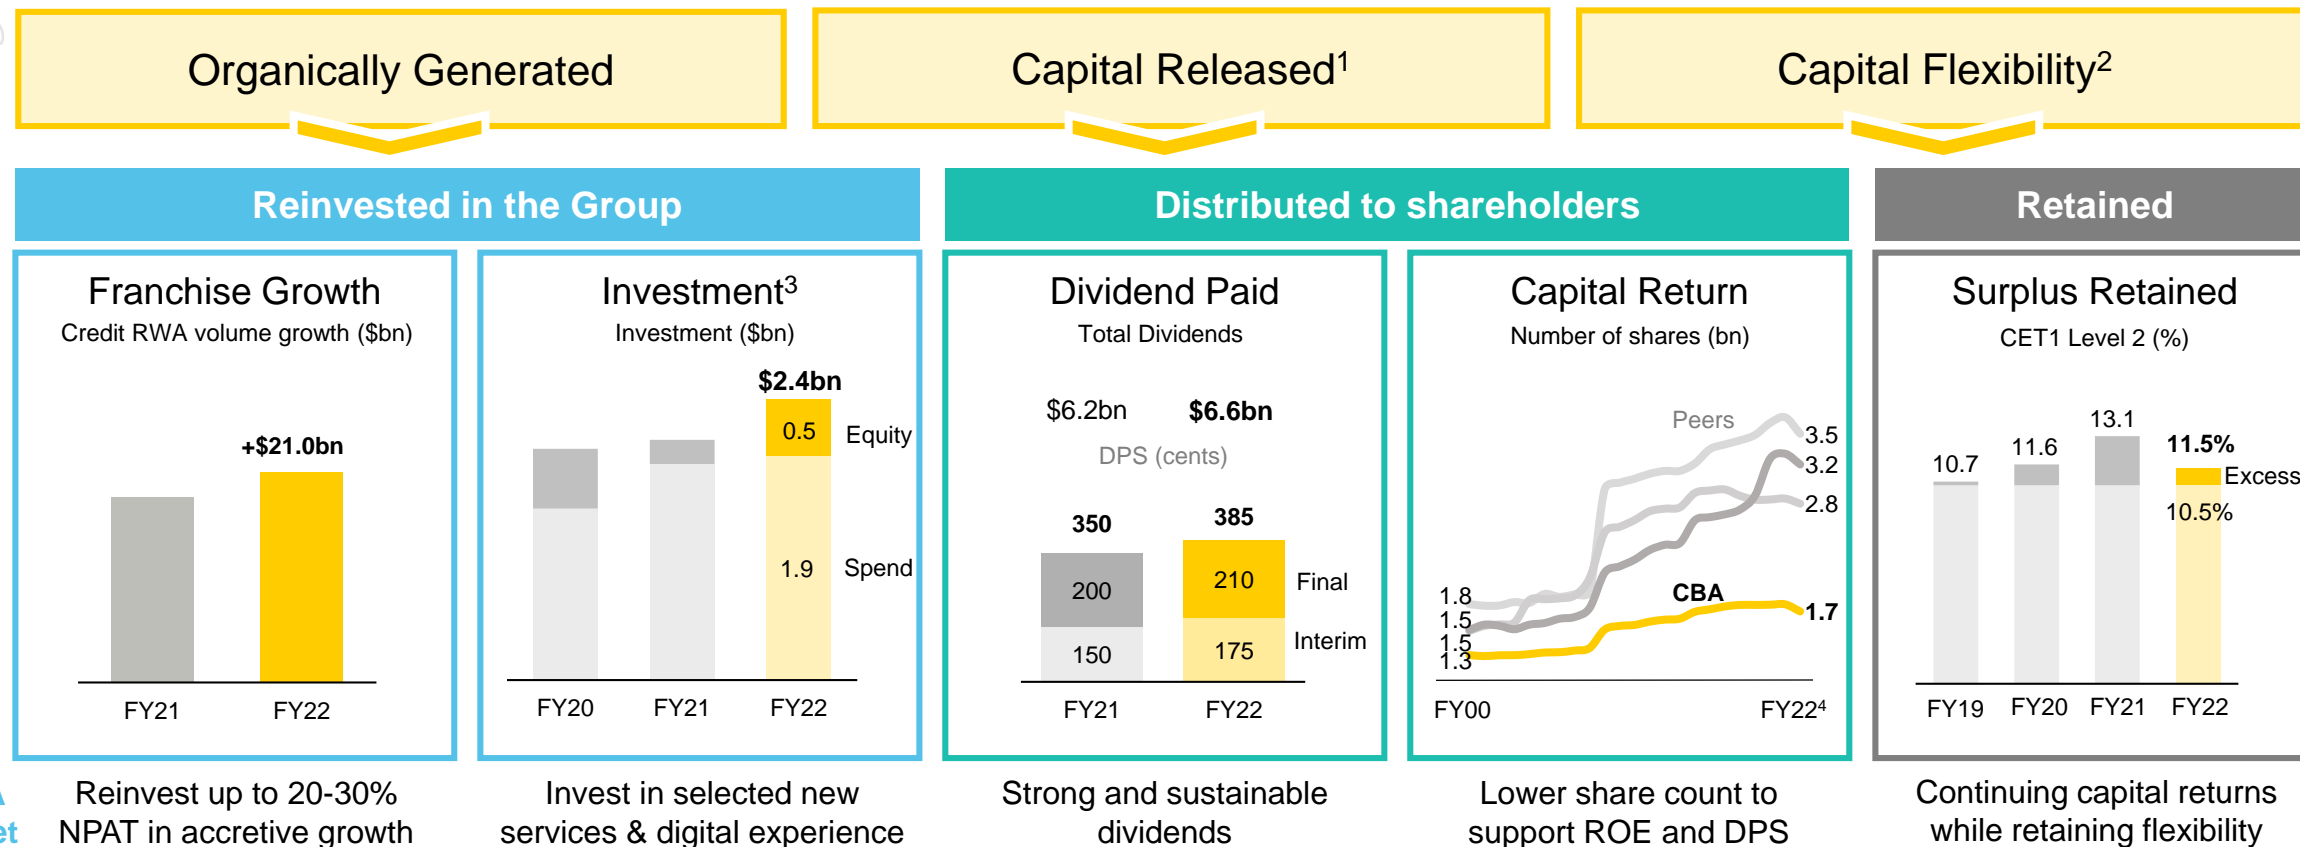 Organically Generated
Capital Released1
Capital Flexibility2
Reinvested in the Group
Distributed to shareholders
Retained
Franchise Growth
Credit RWA volume growth ($bn)
+$21.0bn
FY21 FY22
Investment3
Investment ($bn)
$2.4bn
0.5 Equity
1.9 Spend
FY20 FY21 FY22
Dividend Paid
Total Dividends
$6.2bn $6.6bn
DPS (cents)
350 385
200 210 Final
150 175 Interim
FY21 FY22
Capital Return
Number of shares (bn)
Peers
3.5
3.2
2.8
1.8
1.5
1.5
1.3
CBA
1.7
FY00 FY224
Surplus Retained
CET1 Level 2 (%)
10.7 11.6 13.1 11.5%
Excess
10.5%
FY19 FY20 FY21 FY22
Reinvest up to 20-30%
NPAT in accretive growth
Invest in selected new
services & digital experience
Strong and sustainable
dividends
Lower share count to
support ROE and DPS
Continuing capital returns
while retaining flexibility